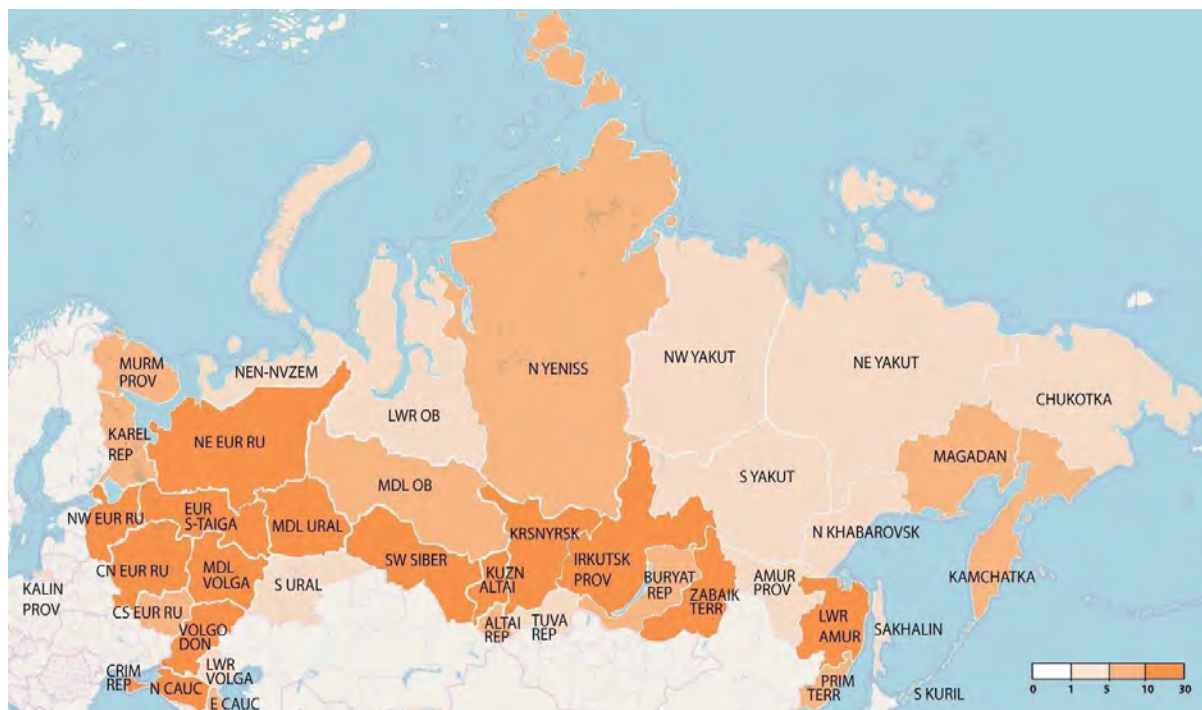 MURM
PROV
NEN-NVZEM
N YENISS
NW YAKUT
NE YAKUT
CHUKOTKA
LWR OB
KAREL
REP
NE EUR RU
MAGADAN
MDL OB
S YAKUT
NW EUR RU
EUR
S-TAIGA
MDL URAL
KRSNYRSK
N KHABAROVSK
CN EUR RU
MDL
VOLGA
SW SIBER
KUZN
ALTAI
IRKUTSK
PROV
BURYAT
REP
AMUR
PROV
KAMCHATKA
KALIN
PROV
S URAL
ZABAIK
TERR
CS EUR RU
VOLGO
DON
ALTAI
REP
TUVA
REP
LWR
AMUR
SAKHALIN
CRIM
REP
LWR
VOLGA
N CAUC
E CAUC
PRIM
TERR
S KURIL
0 1 5 10 30